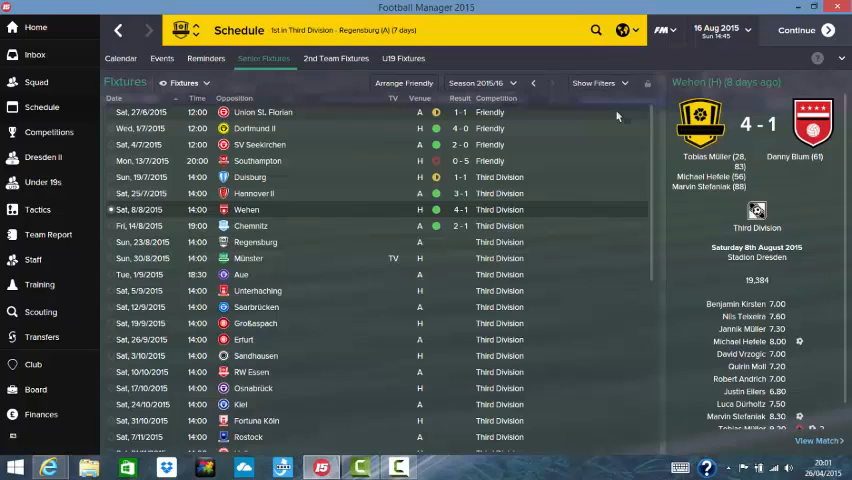 Football Manager 2015
Home
Schedule
1st in Third Division - Regensburg (A) (7 days)
FM
16 Aug 2015
Sun 14:45
Continue
Inbox
Calendar Events Reminders Senior Fixtures 2nd Team Fixtures U19 Fixtures
Squad
Fixtures
Fixtures
Arrange Friendly
Season 2015/16
Show Filters
Wehen (H) (8 days ago)
Date Time Opposition TV Venue Result Competition
Sat, 27/6/2015 12:00 Union St. Florian A 1-1 Friendly
Wed, 1/7/2015 12:00 Dortmund II H 4-0 Friendly
Sat, 4/7/2015 12:00 SV Seekirchen A 2-0 Friendly
Mon, 13/7/2015 20:00 Southampton H 0-5 Friendly
Sun, 19/7/2015 14:00 Duisburg H 1-1 Third Division
Sat, 25/7/2015 14:00 Hannover II A 3-1 Third Division
Sat, 8/8/2015 14:00 Wehen H 4-1 Third Division
Fri, 14/8/2015 19:00 Chemnitz A 2-1 Third Division
Sun, 23/8/2015 14:00 Regensburg A Third Division
Sun, 30/8/2015 14:00 Münster TV H Third Division
Tue, 1/9/2015 18:30 Aue A Third Division
Sat, 5/9/2015 14:00 Unterhaching H Third Division
Sat, 12/9/2015 14:00 Saarbrücken A Third Division
Sat, 19/9/2015 14:00 Großaspach H Third Division
Sat, 26/9/2015 14:00 Erfurt A Third Division
Sat, 3/10/2015 14:00 Sandhausen H Third Division
Sat, 10/10/2015 14:00 RW Essen A Third Division
Sat, 17/10/2015 14:00 Osnabrück H Third Division
Sat, 24/10/2015 14:00 Kiel A Third Division
Sat, 31/10/2015 14:00 Fortuna Köln H Third Division
Sat, 7/11/2015 14:00 Rostock A Third Division
Schedule
Competitions
Dresden II
Under 19s
Tactics
Team Report
Staff
Training
Scouting
Transfers
Club
Board
Finances
4 - 1
Tobias Müller (28,
83)
Michael Hefele (56)
Marvin Stefaniak (88)
Danny Blum (61)
Third Division
Saturday 8th August 2015
Stadion Dresden
19,384
Benjamin Kirsten 7.00
Nils Teixeira 7.60
Jannik Müller 7.30
Michael Hefele 8.00
David Vrzogic 7.00
Quirin Moll 7.20
Robert Andrich 7.00
Justin Eilers 6.80
Luca Dürholtz 7.50
Marvin Stefaniak 8.30
View Match >
15
20:01
26/04/2015